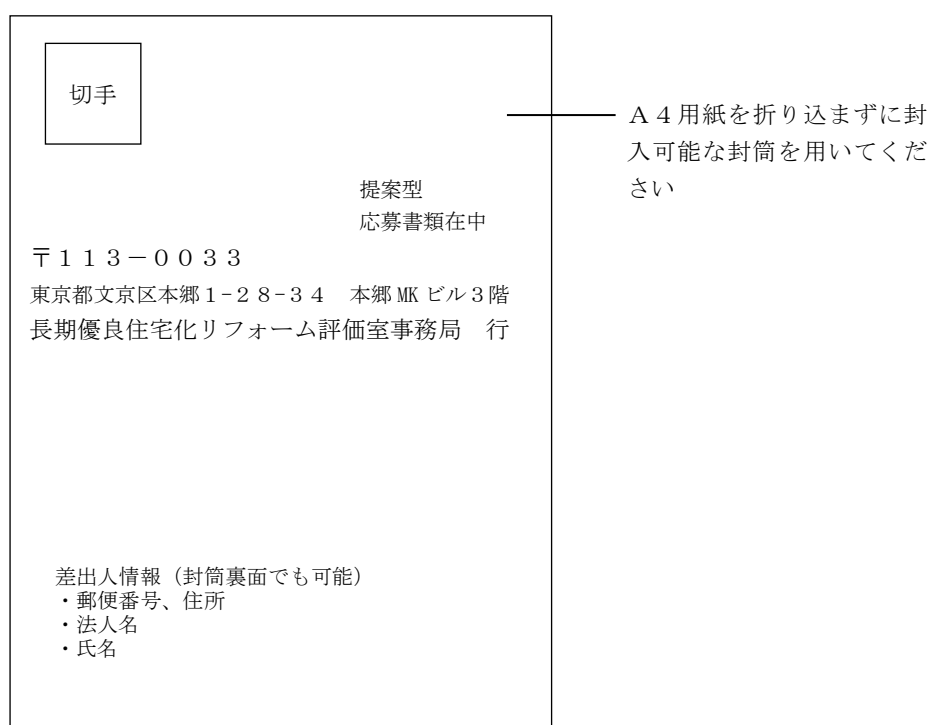 切手
A４用紙を折り込まずに封
入可能な封筒を用いてくだ
さい
提案型
応募書類在中
〒１１３－００３３
東京都文京区本郷１-２８-３４　本郷 MK ビル３階
長期優良住宅化リフォーム評価室事務局　行
差出人情報（封筒裏面でも可能）
・郵便番号、住所
・法人名
・氏名